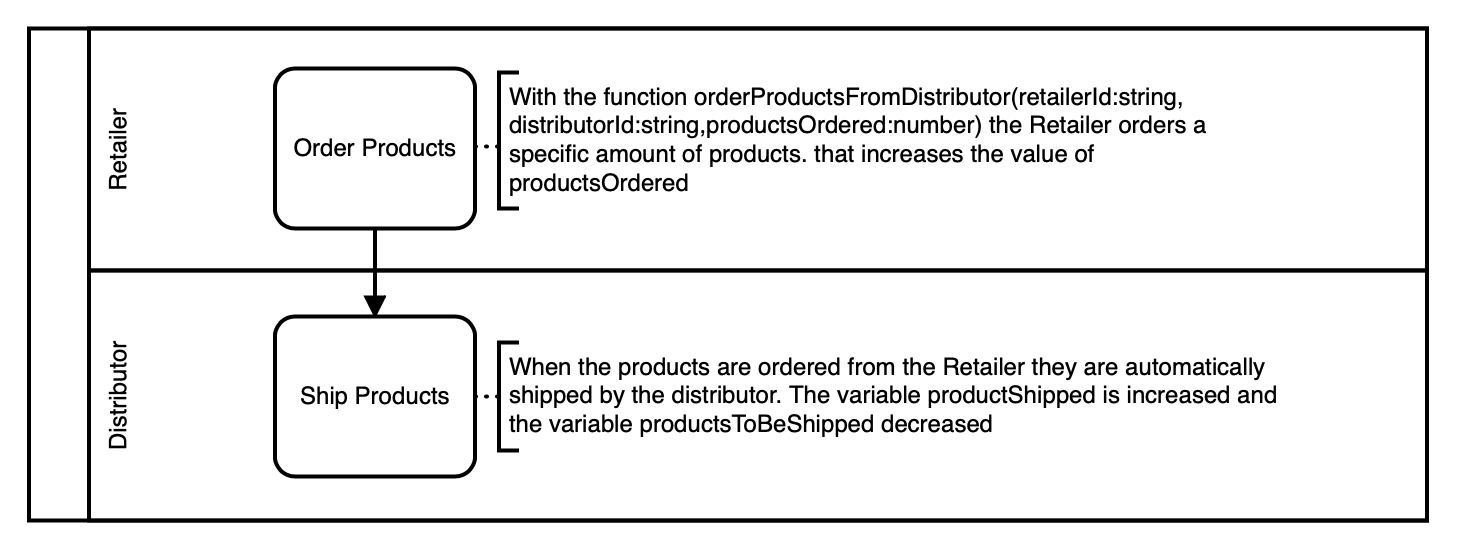 Retailer
Order Products
With the function orderProductsFromDistributor(retailerId:string,
distributorId:string,productsOrdered:number) the Retailer orders a
specific amount of products. that increases the value of
productsOrdered
Distributor
Ship Products
When the products are ordered from the Retailer they are automatically
shipped by the distributor. The variable productShipped is increased and
the variable productsToBeShipped decreased